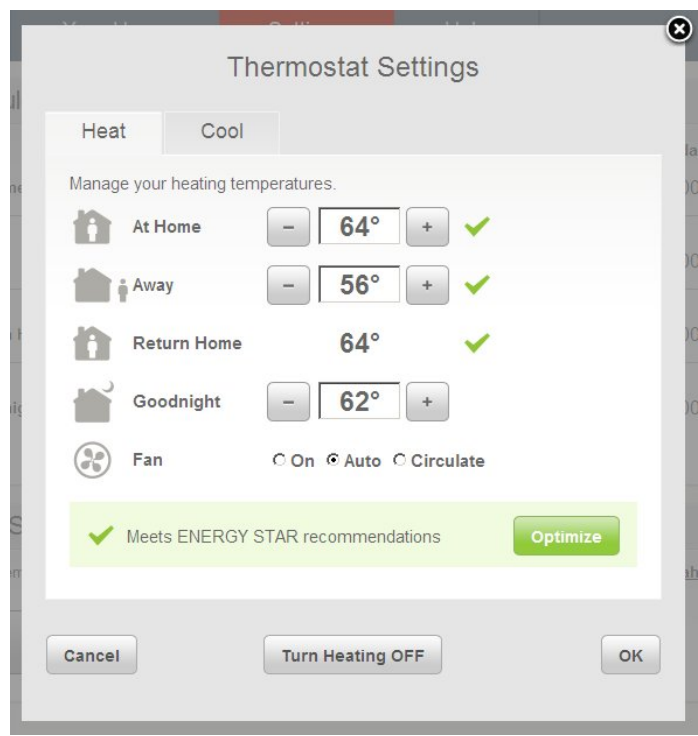 Thermostat Settings
Heat Cool
Manage your heating temperatures.
At Home - 64° +
Away - 56° +
Return Home 64°
Goodnight - 62° +
Fan On Auto Circulate
Meets ENERGY STAR recommendations Optimize
Cancel Turn Heating OFF OK